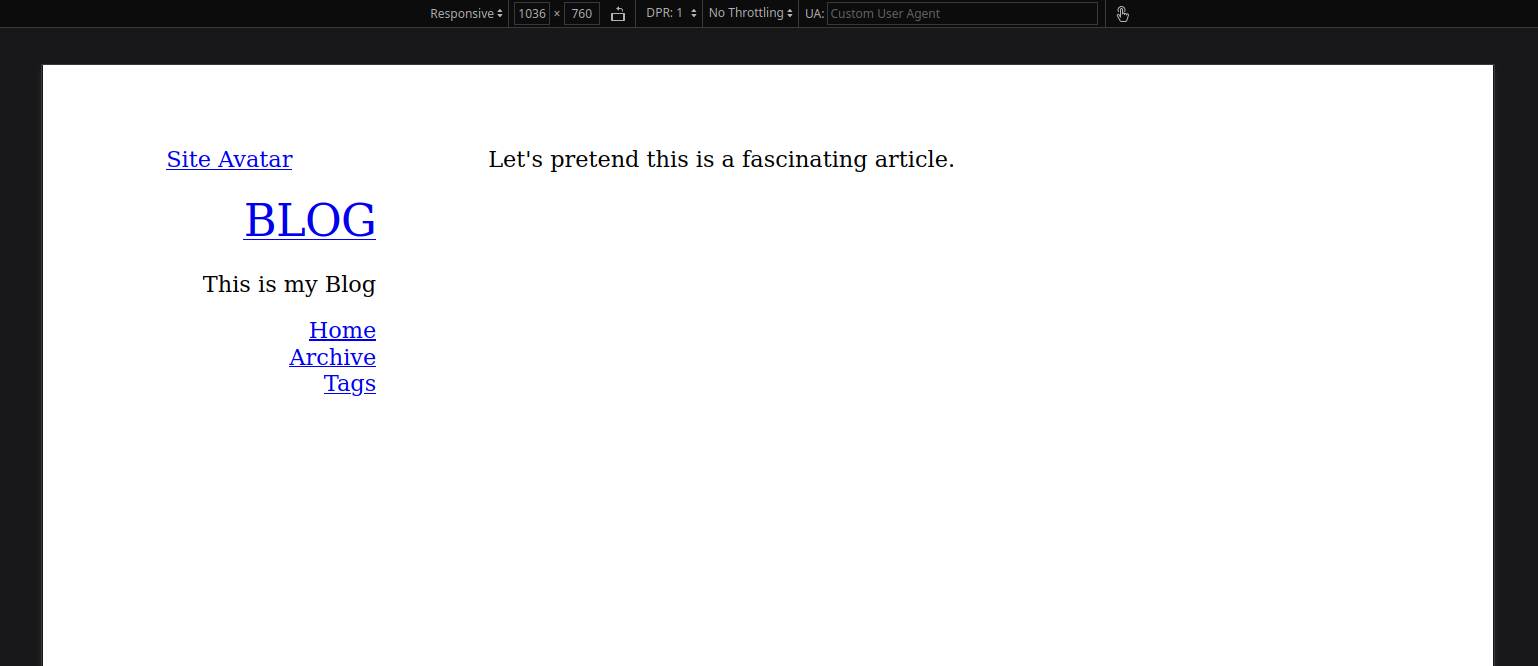 Responsive 1036 × 760 DPR: 1 No Throttling UA: Custom User Agent
Site Avatar
BLOG
This is my Blog
Home
Archive
Tags
Let's pretend this is a fascinating article.